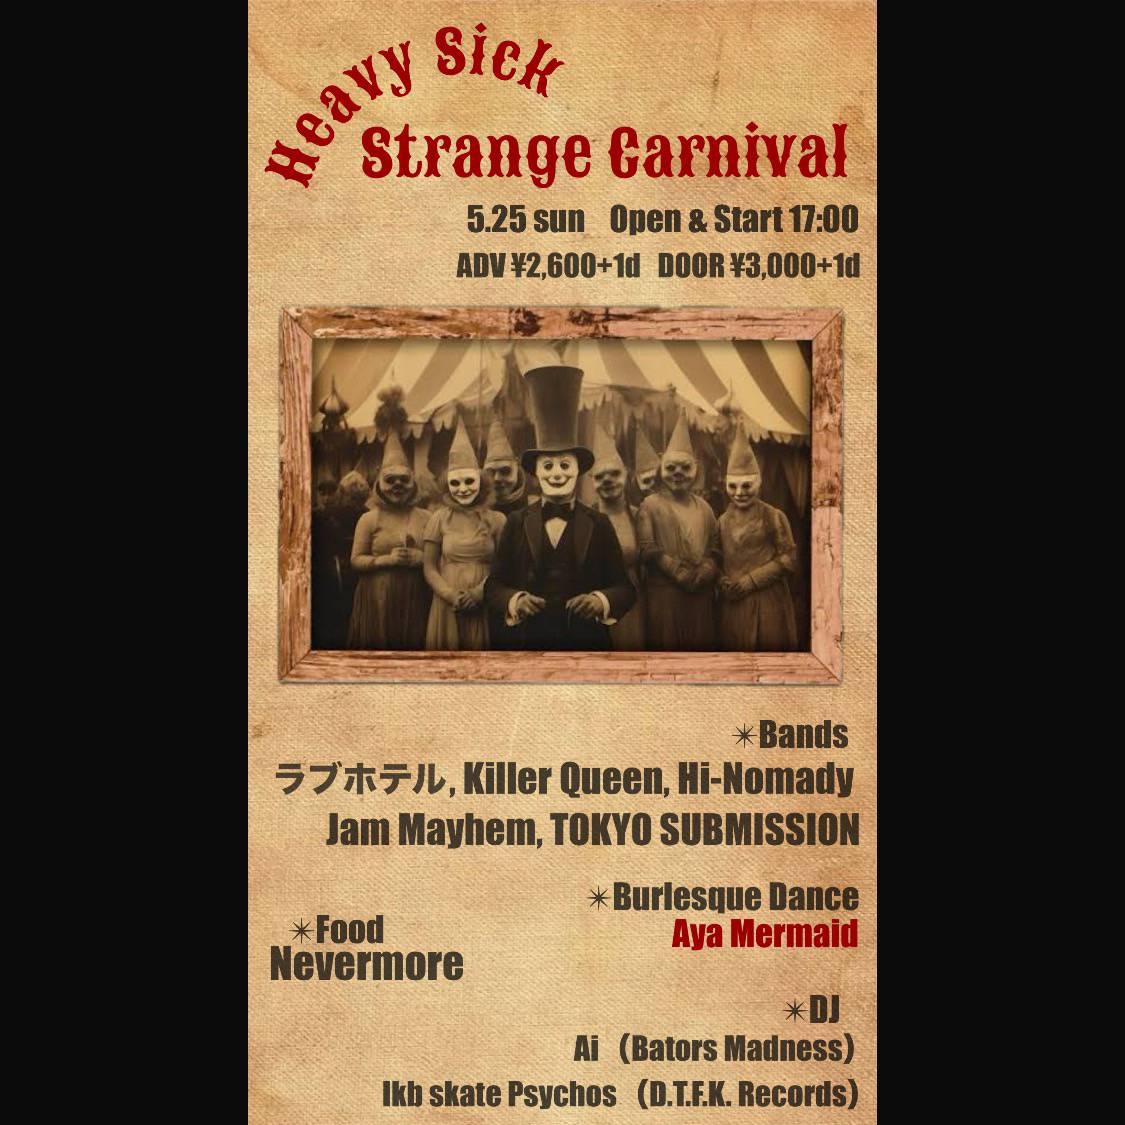 Heavy Sick
Strange Carnival
5.25 sun Open & Start 17:00
ADV ¥2,600+1d DOOR ¥3,000+1d
✴Bands
ラブホテル, Killer Queen, Hi-Nomady
Jam Mayhem, TOKYO SUBMISSION
✴Burlesque Dance
Aya Mermaid
✴Food
Nevermore
✴DJ
Ai （Bators Madness）
Ikb skate Psychos （D.T.F.K. Records）